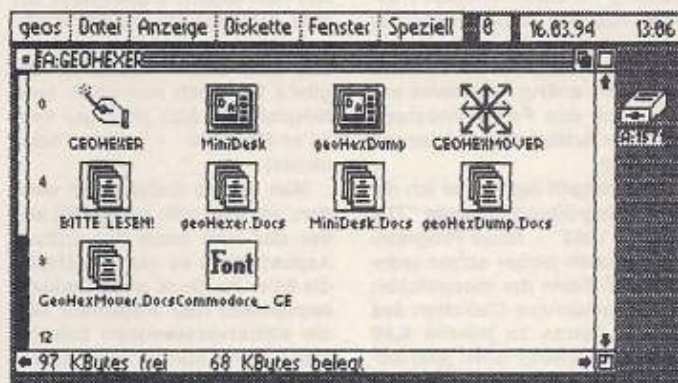 geos Datei Anzeige Diskette Fenster Speziell 0 16.03.94 13:06
A:GEOHEXER
0
GEOHEXER MiniDesk geoHexDump GEOHEXMOVER
4
BITTE LESEN! geoHexer.Docs MiniDesk.Docs geoHexDump.Docs
8
Font
GeoHexMover.Docs Commodore_GE
12
97 KBytes frei 68 KBytes belegt